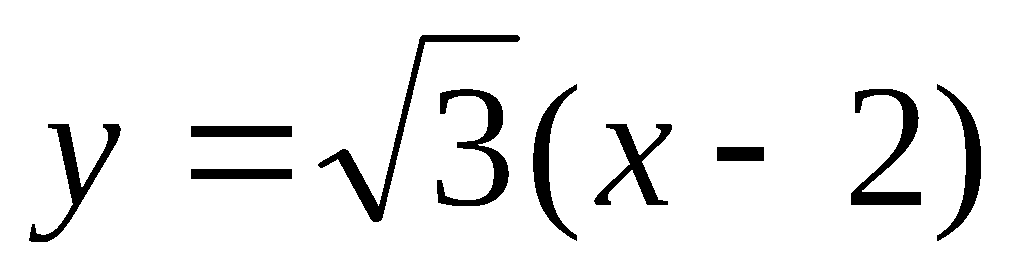 y = √3(x - 2)